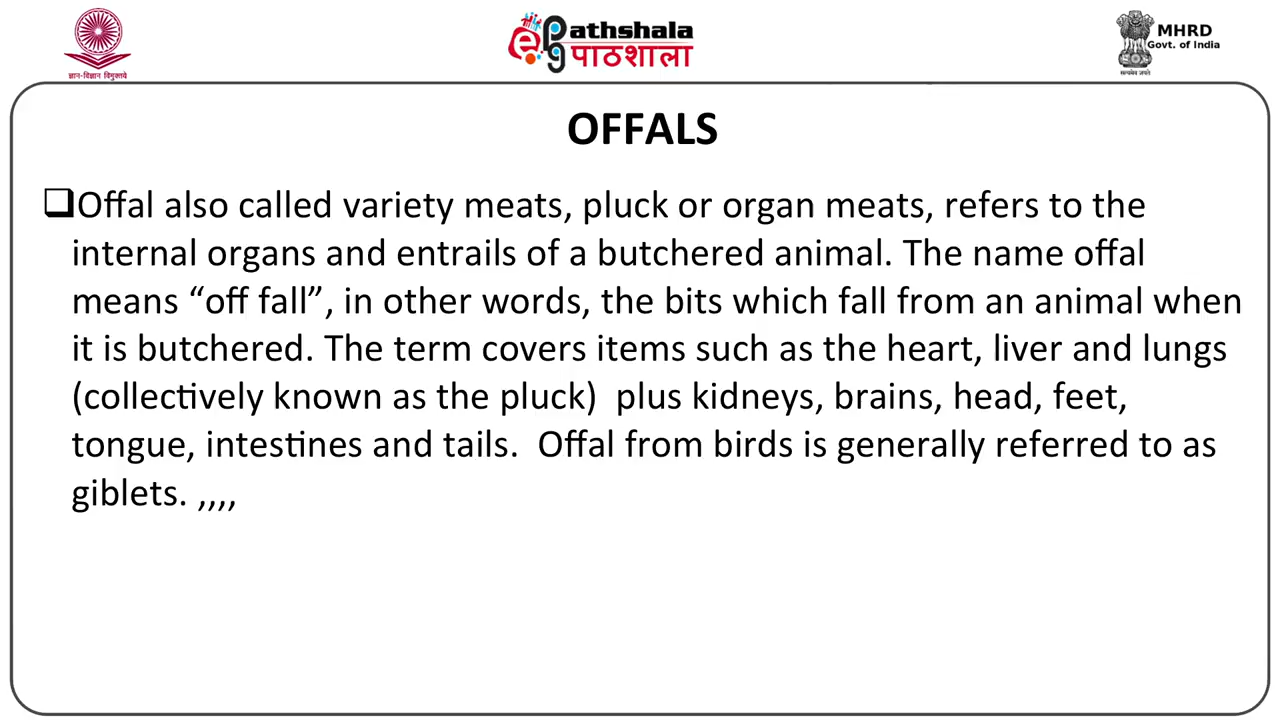 ज्ञान-विज्ञान विमुक्तये
e Pathshala
पाठशाला
MHRD
Govt. of India
सत्यमेव जयते
OFFALS
Offal also called variety meats, pluck or organ meats, refers to the
internal organs and entrails of a butchered animal. The name offal
means “off fall”, in other words, the bits which fall from an animal when
it is butchered. The term covers items such as the heart, liver and lungs
(collectively known as the pluck)  plus kidneys, brains, head, feet,
tongue, intestines and tails.  Offal from birds is generally referred to as
giblets. ,,,,